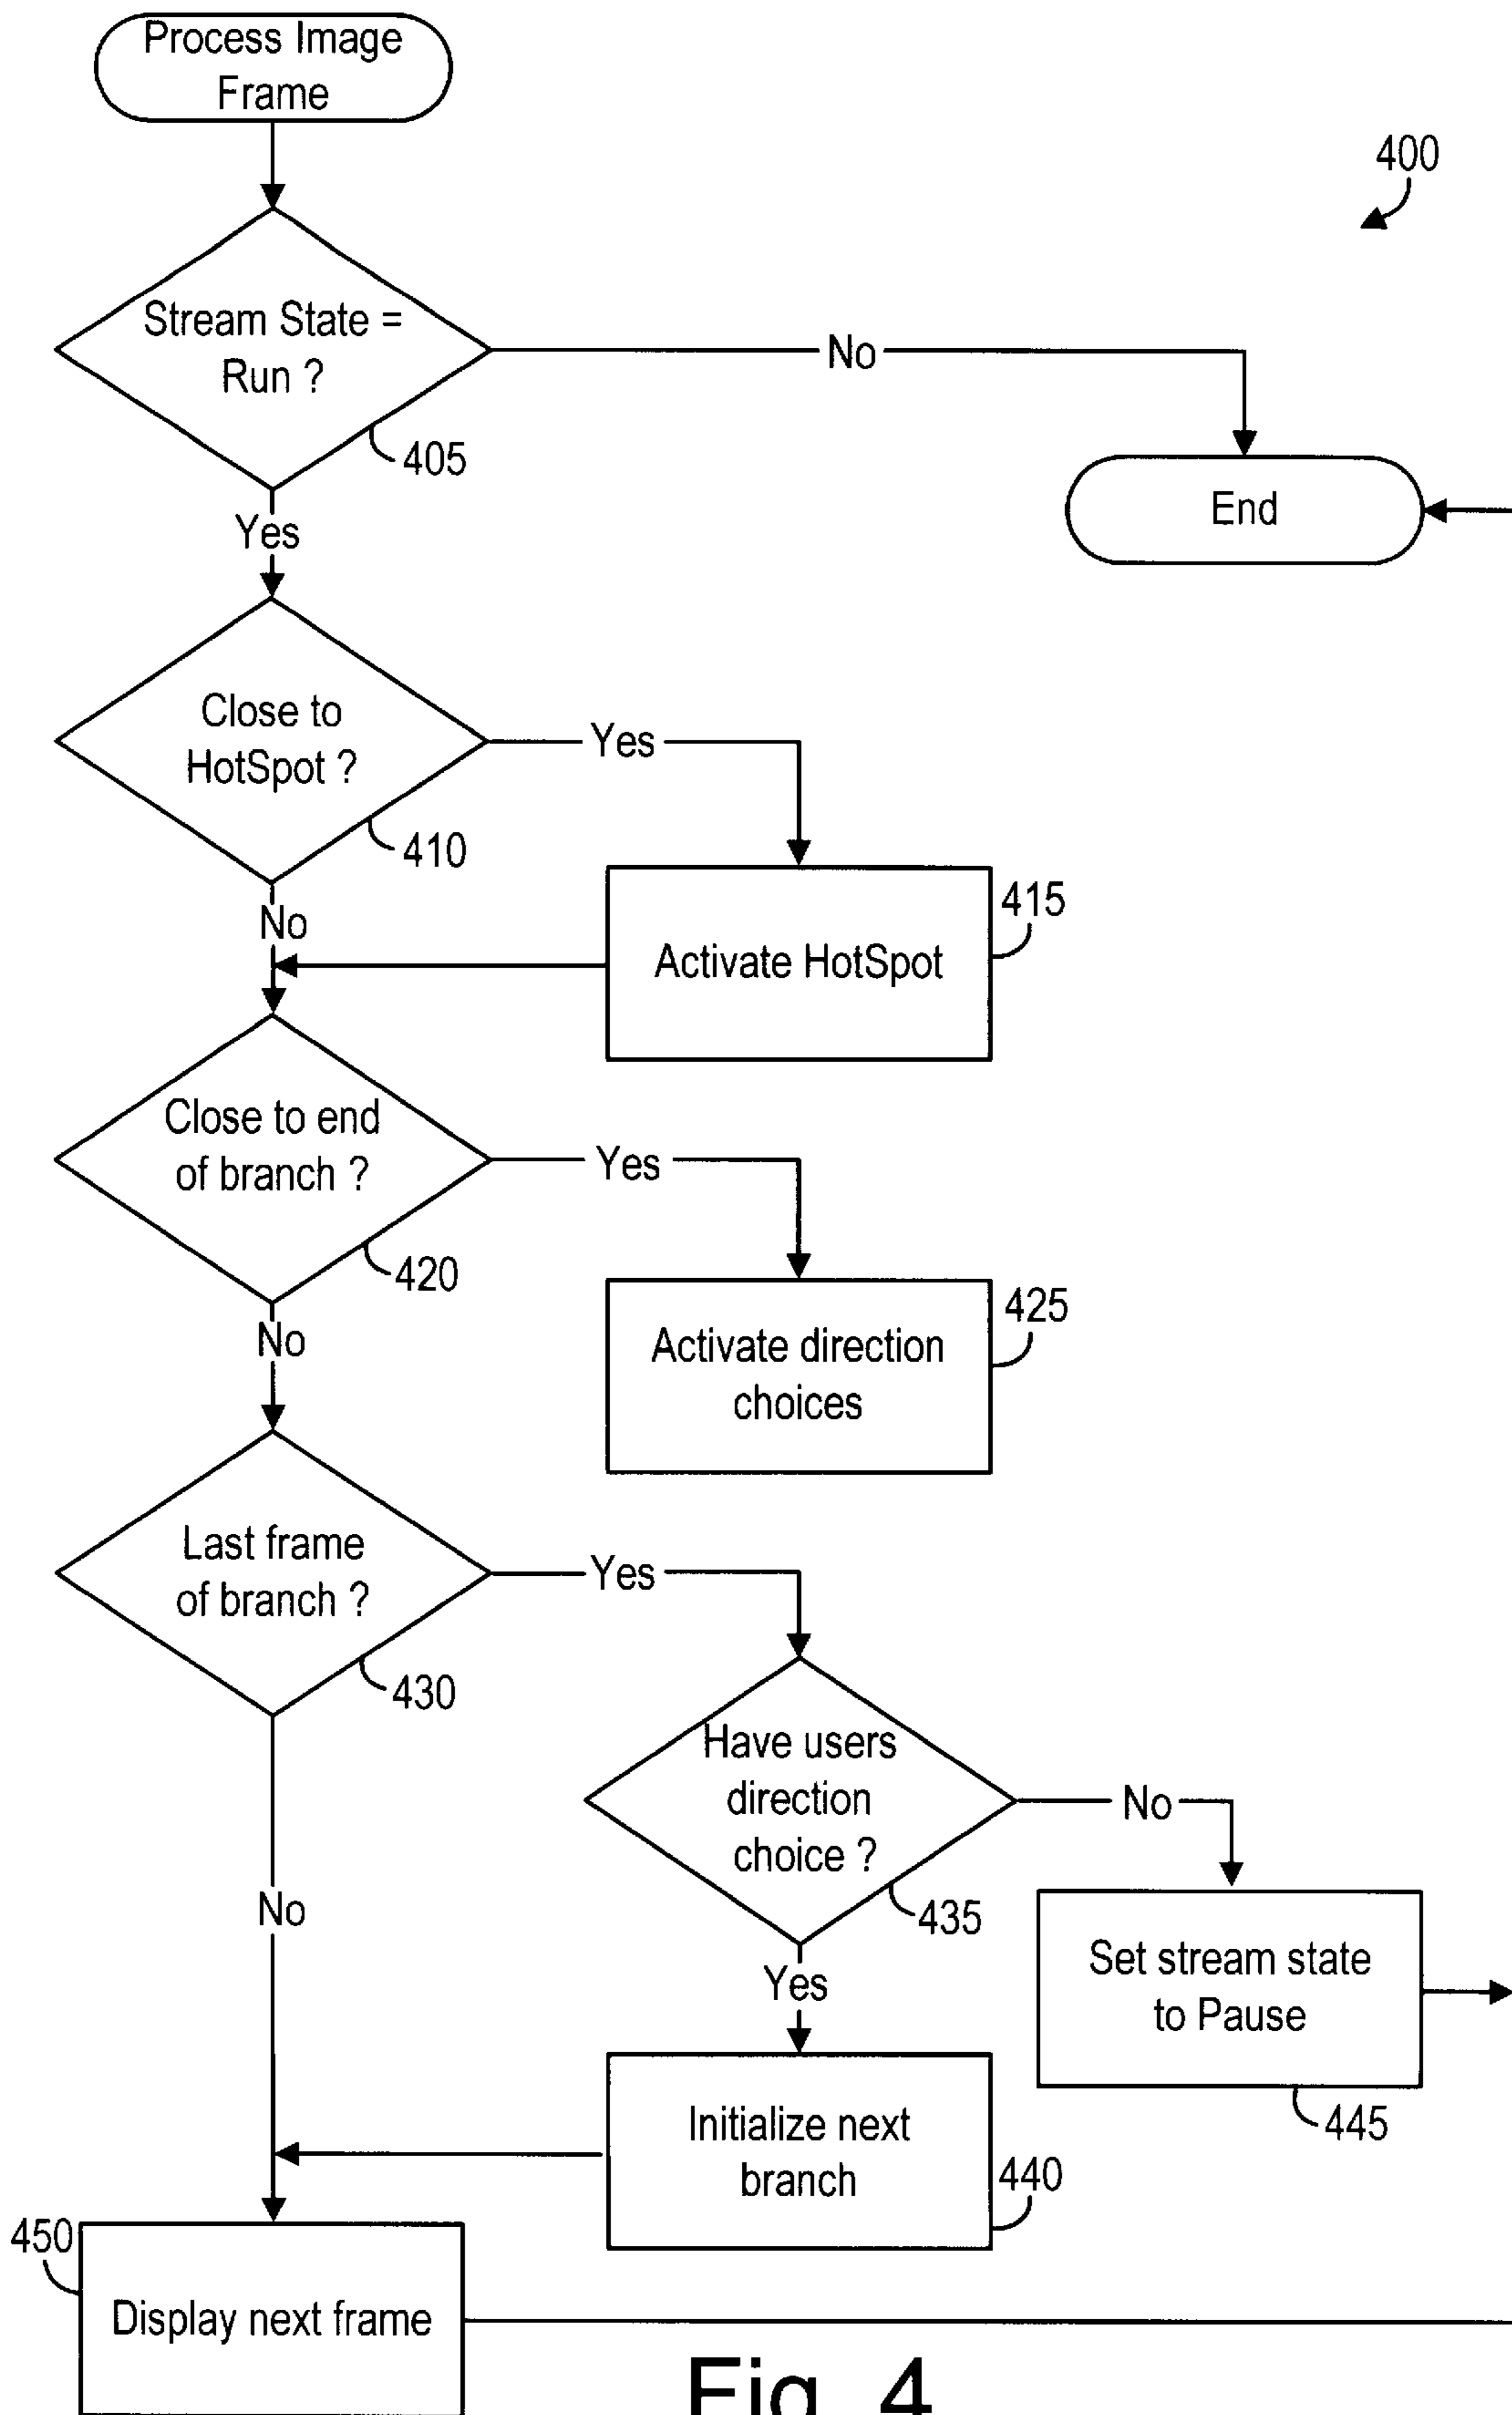 Process Image
Frame
400
Stream State =
Run ?
No
405
End
Yes
Close to
HotSpot ?
Yes
410
415
No
Activate HotSpot
Close to end
of branch ?
Yes
420
425
No
Activate direction
choices
Last frame
of branch ?
Yes
430
Have users
direction
choice ?
No
435
No
Set stream state
to Pause
Yes
445
Initialize next
branch
440
450
Display next frame
Fig. 4